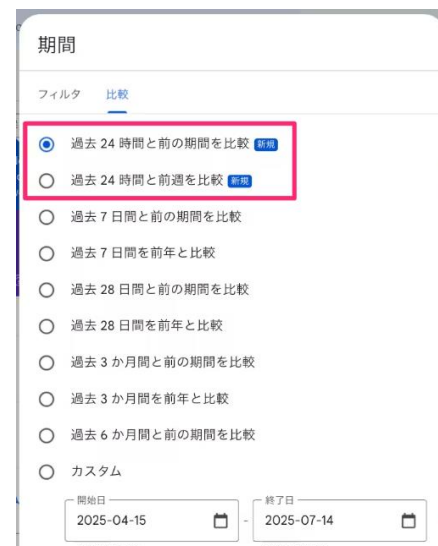 期間
フィルタ 比較
過去 24 時間と前の期間を比較 新規
過去 24 時間と前週を比較 新規
過去 7 日間と前の期間を比較
過去 7 日間を前年と比較
過去 28 日間と前の期間を比較
過去 28 日間を前年と比較
過去 3 か月間と前の期間を比較
過去 3 か月間を前年と比較
過去 6 か月間と前の期間を比較
カスタム
開始日 終了日
2025-04-15 - 2025-07-14